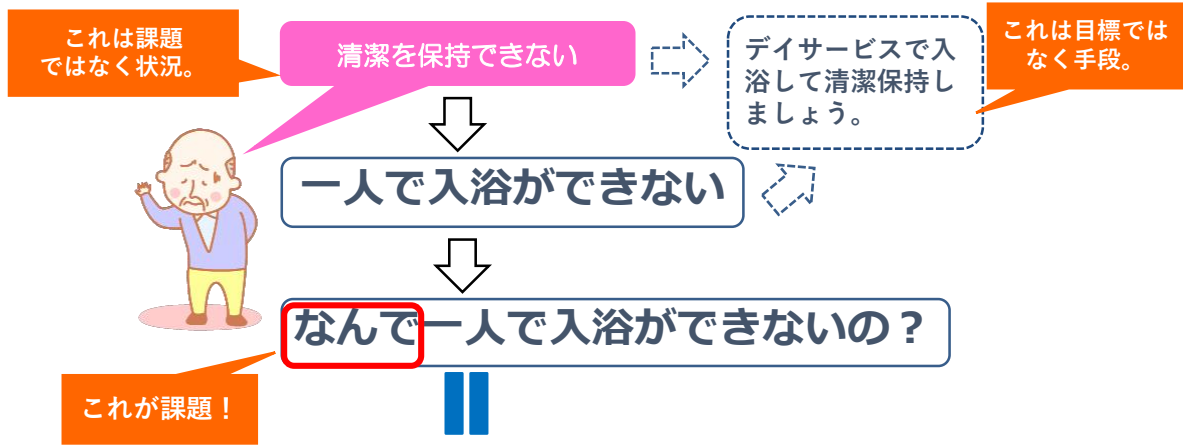 これは課題
ではなく状況。
清潔を保持できない
デイサービスで入
浴して清潔保持し
ましょう。
これは目標では
なく手段。
一人で入浴ができない
なんで一人で入浴ができないの？
これが課題！